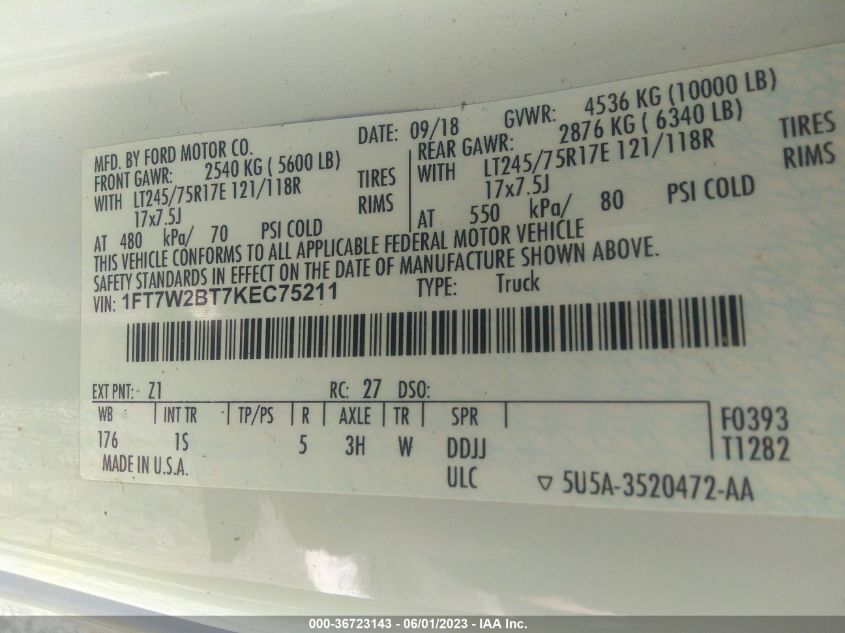 MFD. BY FORD MOTOR CO.
DATE: 09/18
GVWR: 4536 KG (10000 LB)
FRONT GAWR: 2540 KG ( 5600 LB)
REAR GAWR: 2876 KG ( 6340 LB)
WITH LT245/75R17E 121/118R TIRES
WITH LT245/75R17E 121/118R TIRES
17x7.5J RIMS
17x7.5J RIMS
AT 480 kPa/ 70 PSI COLD
AT 550 kPa/ 80 PSI COLD
THIS VEHICLE CONFORMS TO ALL APPLICABLE FEDERAL MOTOR VEHICLE
SAFETY STANDARDS IN EFFECT ON THE DATE OF MANUFACTURE SHOWN ABOVE.
VIN: 1FT7W2BT7KEC75211
TYPE: Truck
EXT PNT: Z1
RC: 27 DSO:
WB INT TR TP/PS R AXLE TR SPR
F0393
176 1S 5 3H W DDJJ
T1282
MADE IN U.S.A.
ULC
▽ 5U5A-3520472-AA
000-36723143 - 06/01/2023 - IAA Inc.